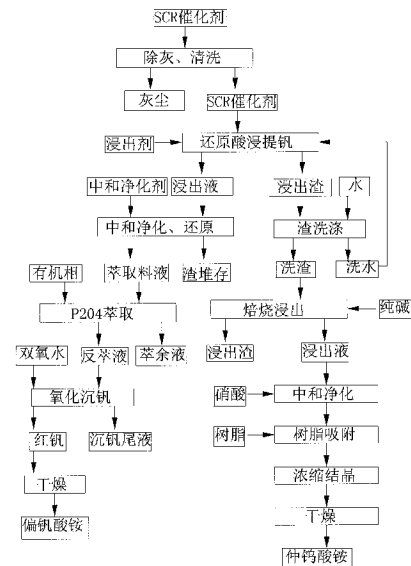 SCR催化剂
除灰、清洗
灰尘 SCR催化剂
浸出剂 还原酸浸提钒
中和净化剂 浸出液 浸出渣 水
中和净化、还原 渣洗涤
有机相 萃取料液 渣堆存 洗渣 洗水
P204萃取 焙烧浸出 纯碱
双氧水 反萃液 萃余液 浸出渣 浸出液
氧化沉钒 硝酸 中和净化
红钒 沉钒尾液 树脂 树脂吸附
干燥 浓缩结晶
偏钒酸铵 干燥
仲钨酸铵